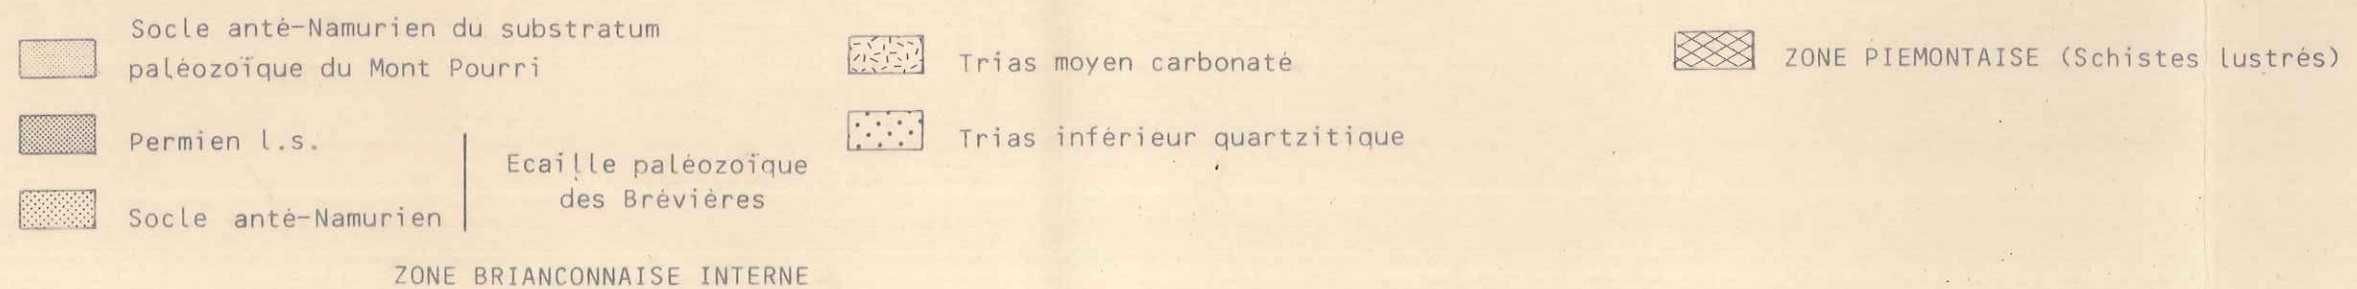 Socle anté-Namurien du substratum
paléozoïque du Mont Pourri
Permien l.s.
Socle anté-Namurien
Ecaille paléozoïque
des Brévières
ZONE BRIANCONNAISE INTERNE
Trias moyen carbonaté
Trias inférieur quartzitique
ZONE PIEMONTAISE (Schistes lustrés)